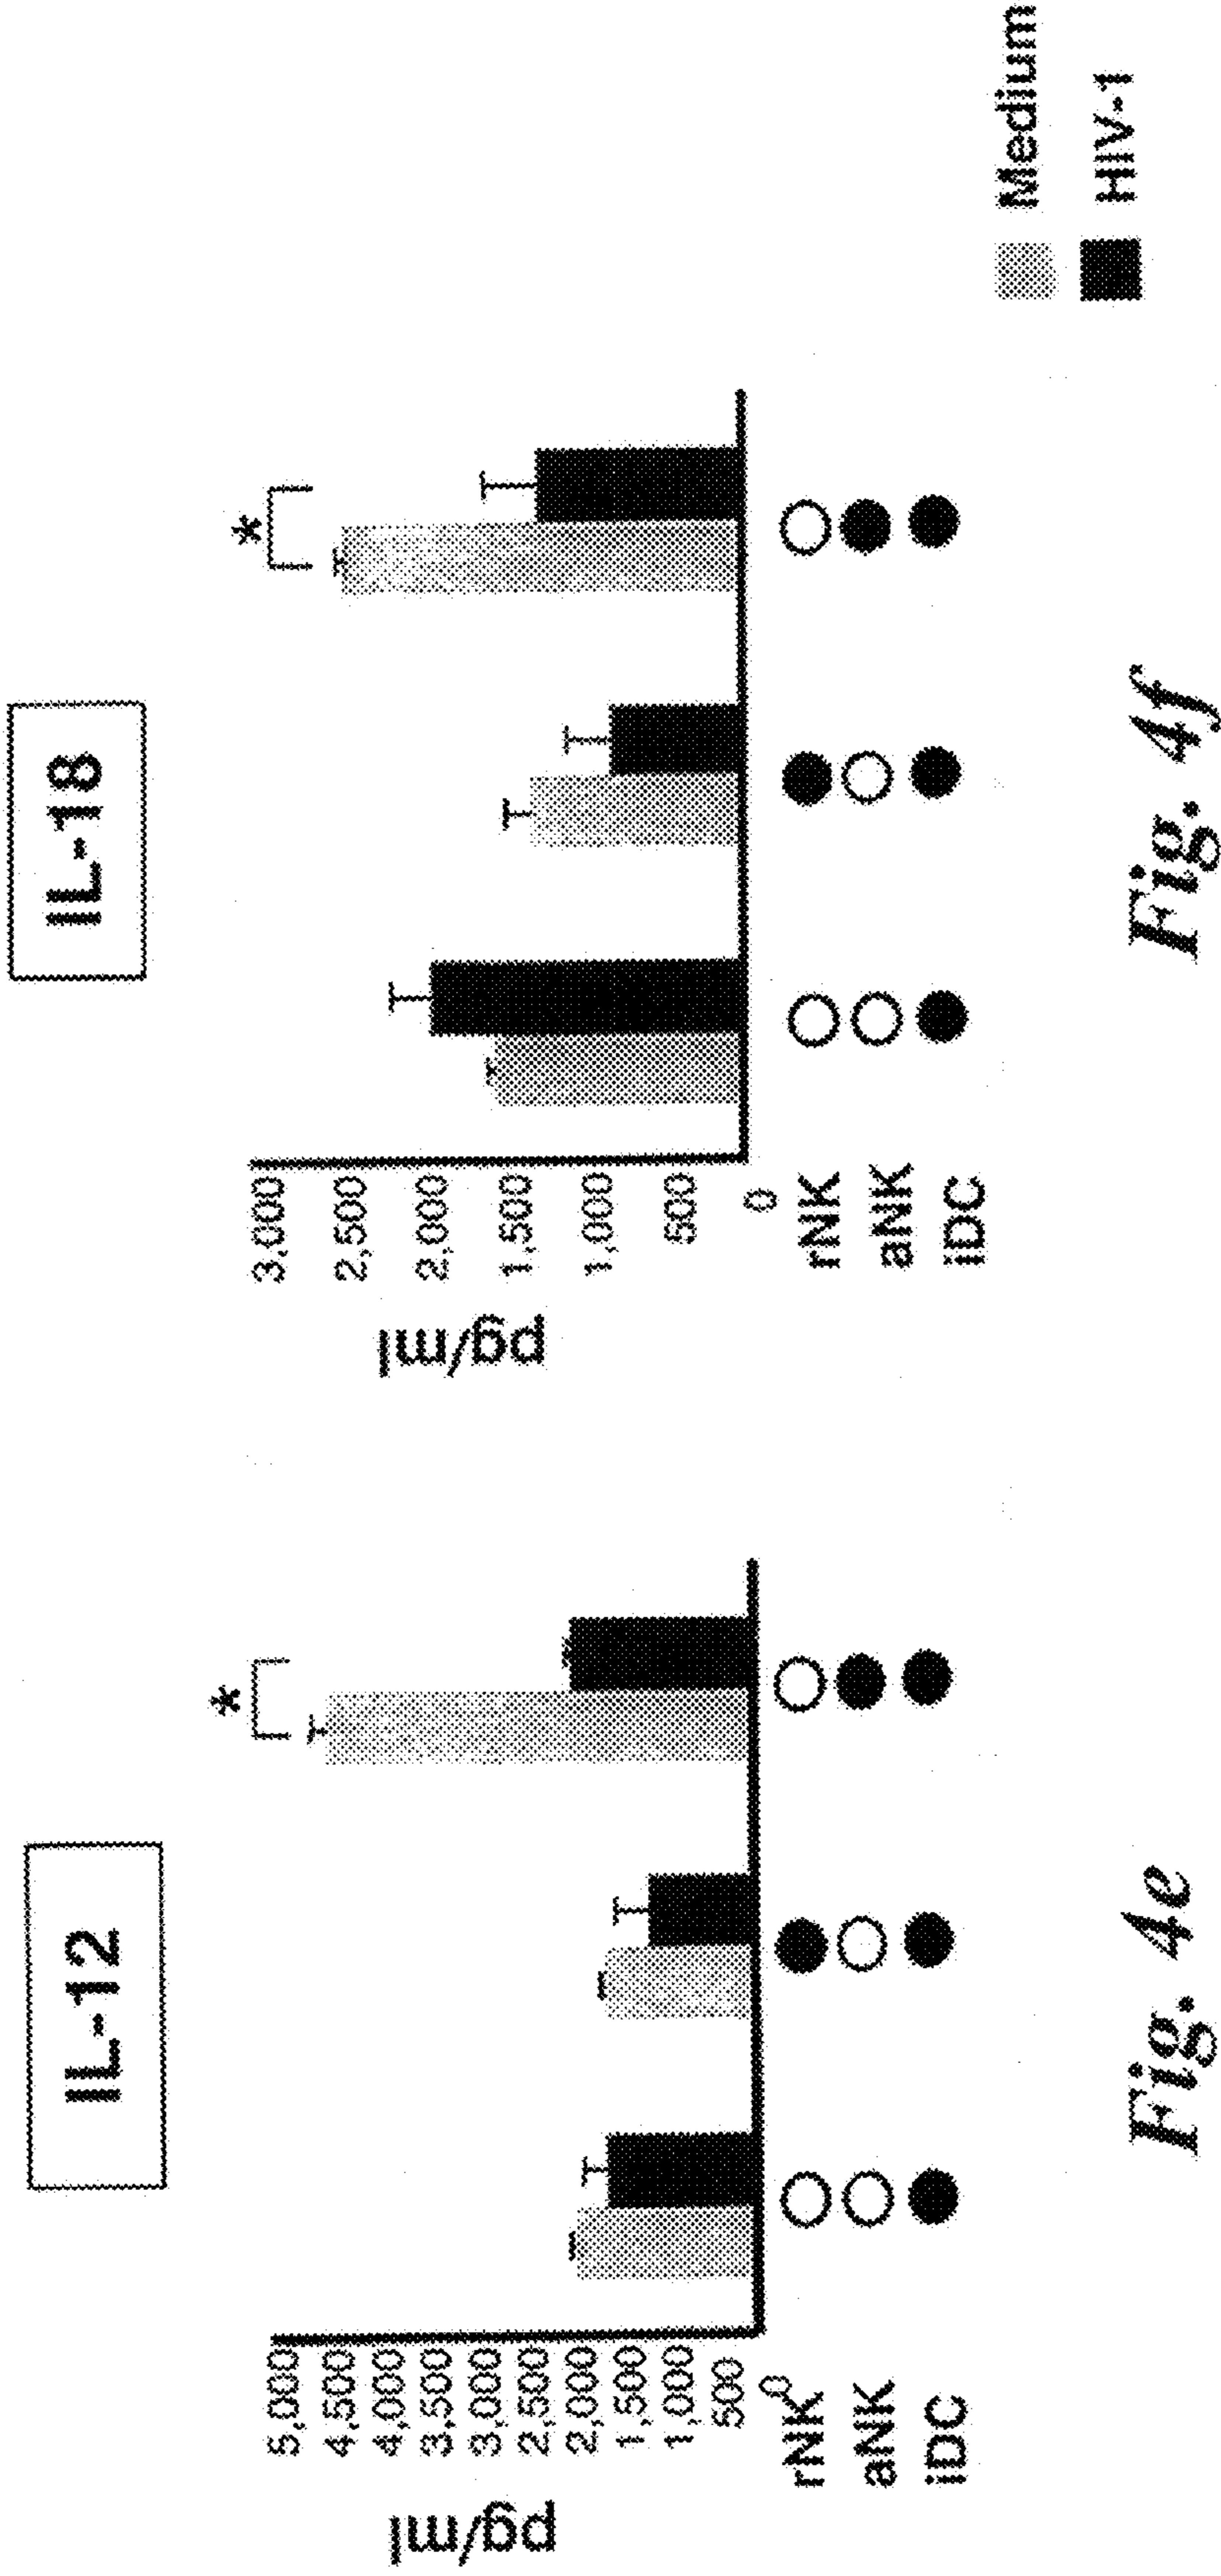 IL-12
*
pg/ml
5,000
4,500
4,000
3,500
3,000
2,500
2,000
1,500
1,000
500
0
rNK
aNK
iDC
Fig. 4e
IL-18
*
pg/ml
3,000
2,500
2,000
1,500
1,000
500
0
rNK
aNK
iDC
Medium
HIV-1
Fig. 4f